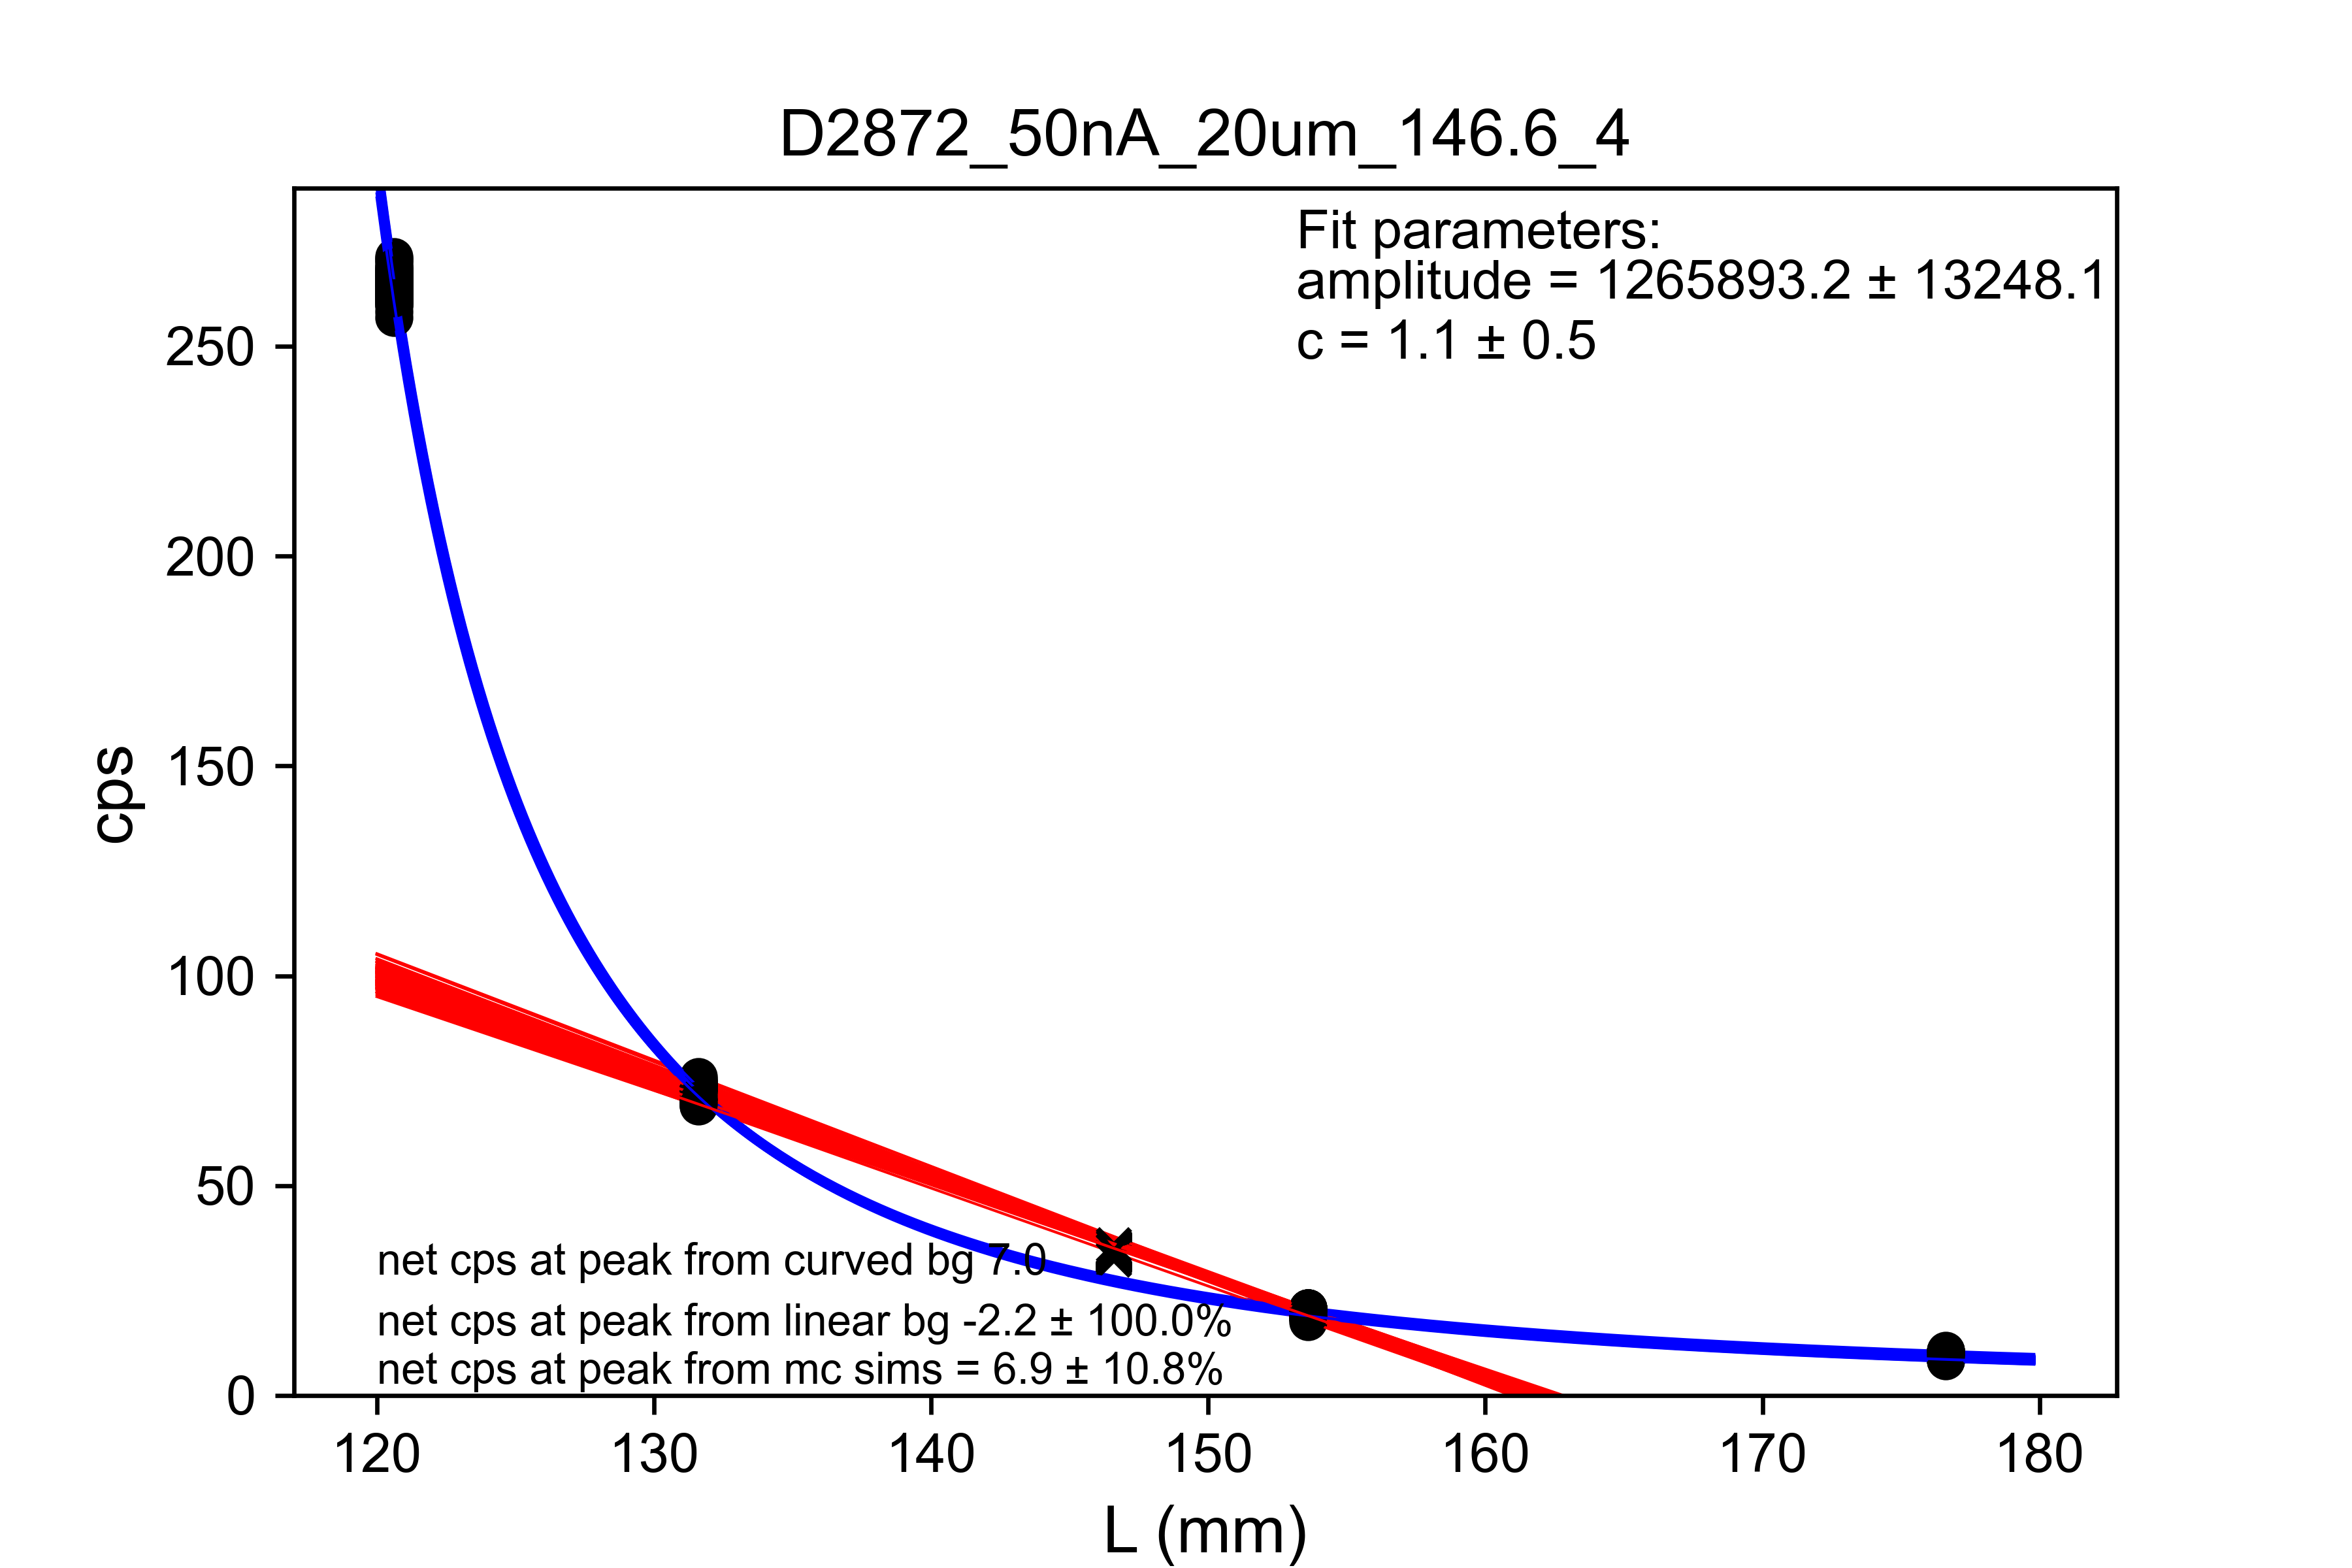 D2872_50nA_20um_146.6_4
Fit parameters:
amplitude = 1265893.2 ± 13248.1
c = 1.1 ± 0.5
cps
250
200
150
100
50
0
net cps at peak from curved bg 7.0
net cps at peak from linear bg -2.2 ± 100.0%
net cps at peak from mc sims = 6.9 ± 10.8%
120 130 140 150 160 170 180
L (mm)